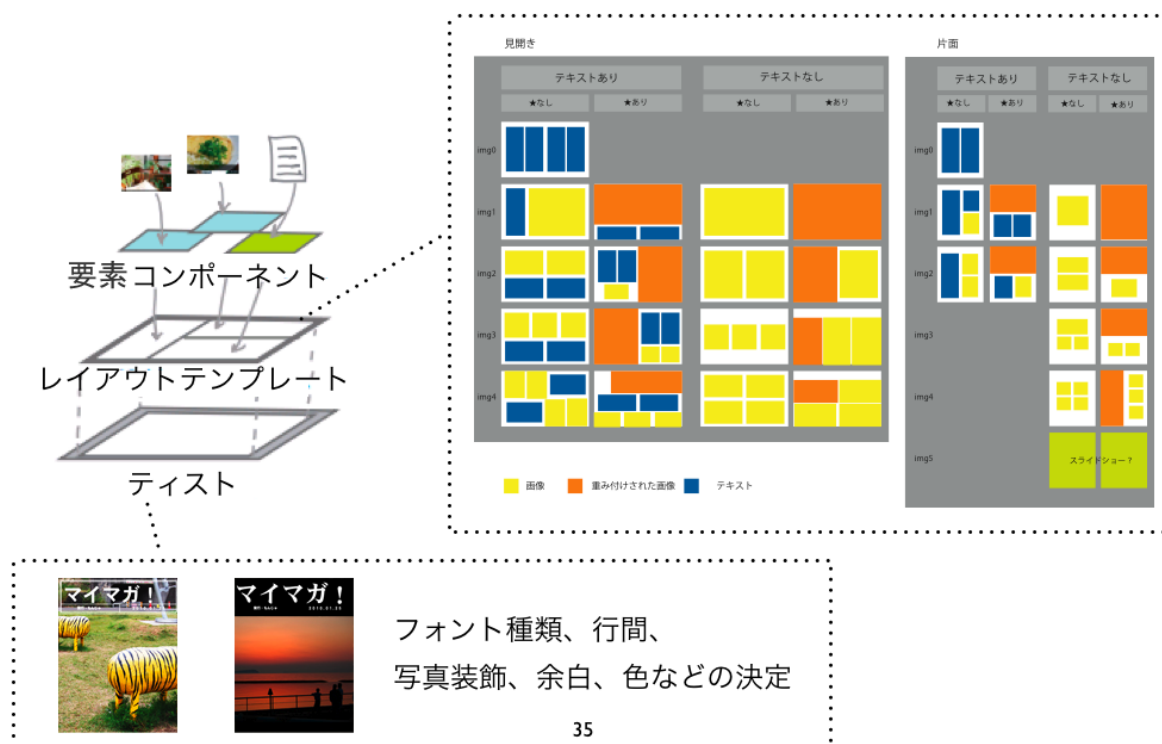 見開き
片面
テキストあり
テキストなし
テキストあり
テキストなし
★なし
★あり
★なし
★あり
★なし
★あり
★なし
★あり
img0
img0
img1
img1
要素コンポーネント
img2
img2
img3
img3
レイアウトテンプレート
img4
img4
img5
スライドショー？
ティスト
画像
重み付けされた画像
テキスト
マイマガ！
マイマガ！
2010.01.20
フォント種類、行間、
写真装飾、余白、色などの決定
35